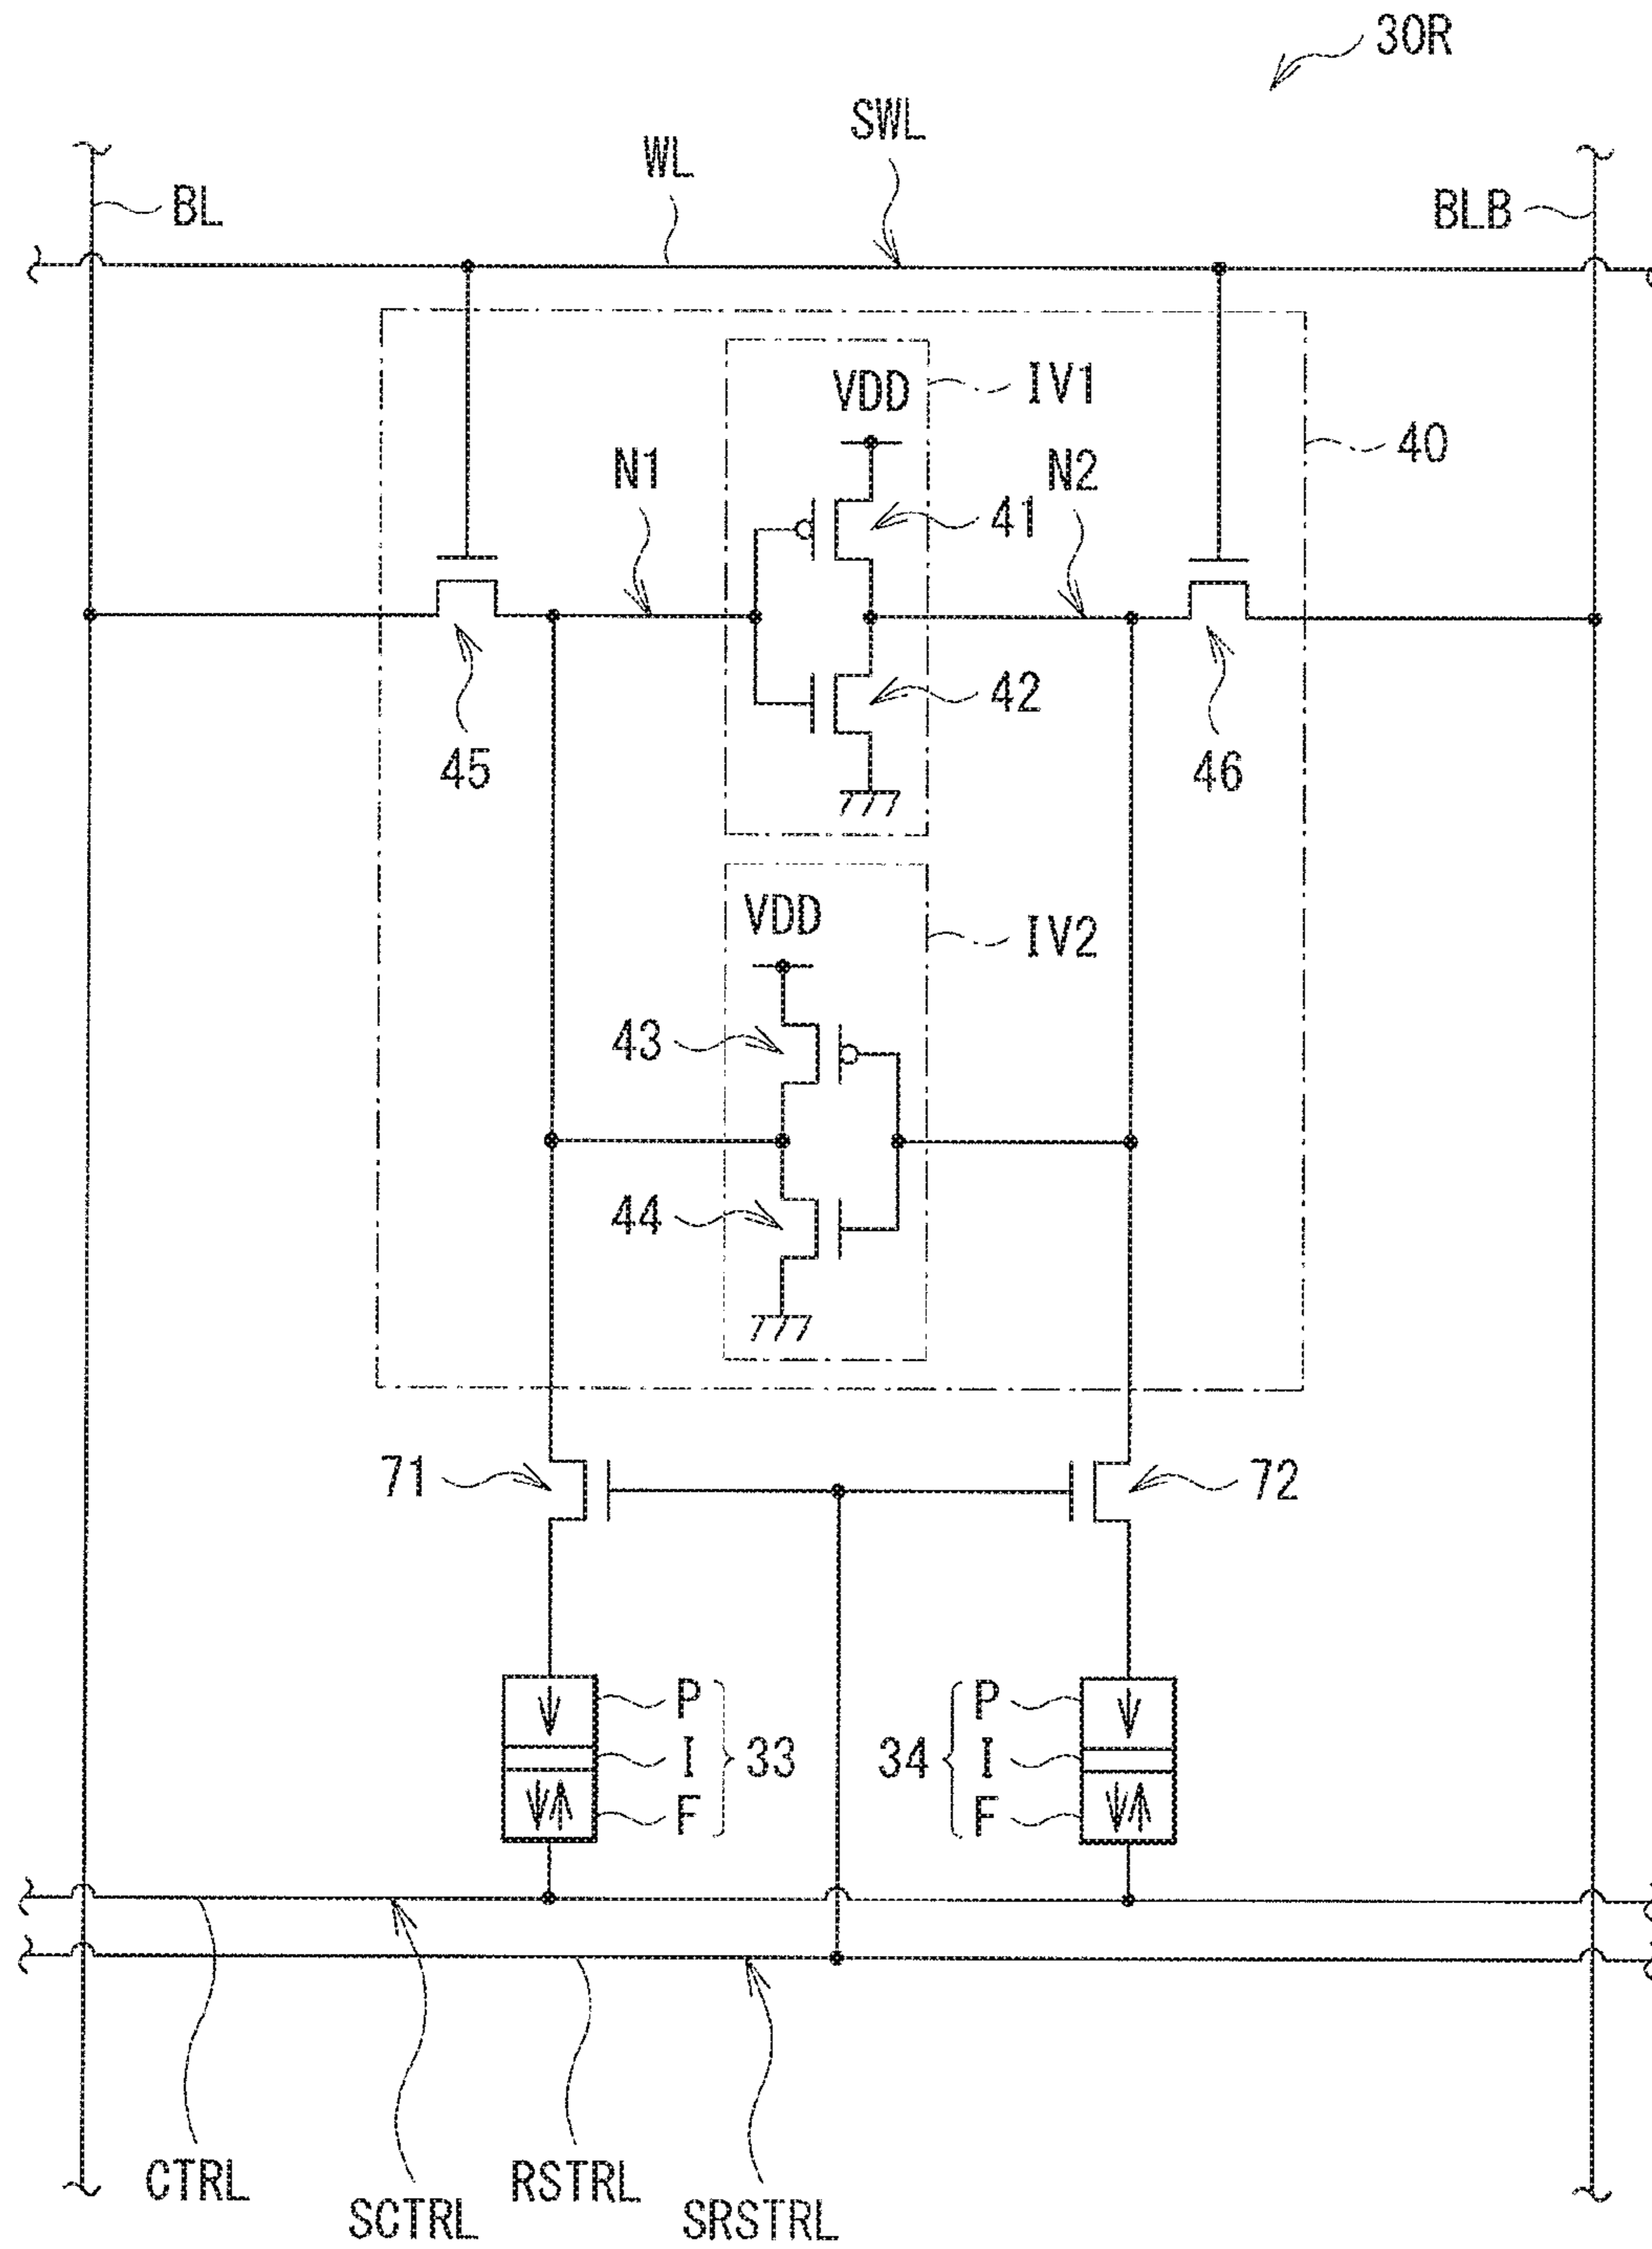 30R
SWL
WL
BL
BLB
VDD
IV1
40
N1
N2
41
42
45
46
VDD
IV2
43
44
71
72
P
P
I
33
34
I
F
F
CTRL
RSTRL
SCTRL
SRSTRL